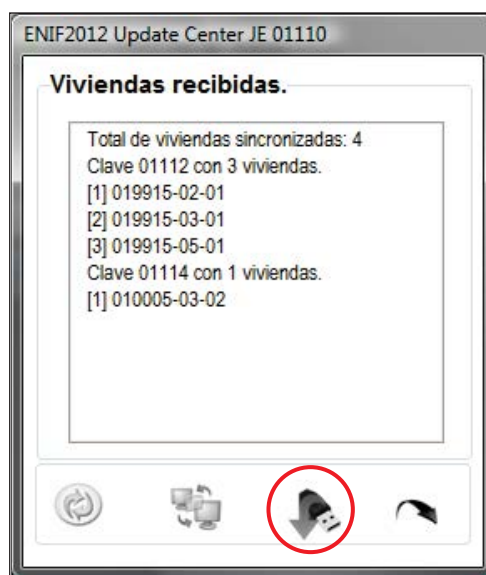 ENIF2012 Update Center JE 01110
Viviendas recibidas.
Total de viviendas sincronizadas: 4
Clave 01112 con 3 viviendas.
[1] 019915-02-01
[2] 019915-03-01
[3] 019915-05-01
Clave 01114 con 1 viviendas.
[1] 010005-03-02